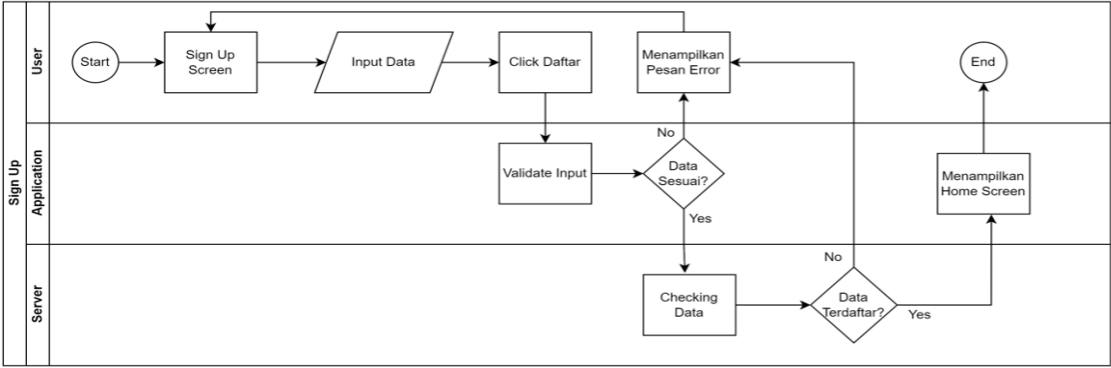 Sign Up
User
Start
Sign Up
Screen
Input Data
Click Daftar
Menampilkan
Pesan Error
End
Application
Validate Input
No
Data
Sesuai?
Yes
Menampilkan
Home Screen
Server
Checking
Data
No
Data
Terdaftar?
Yes